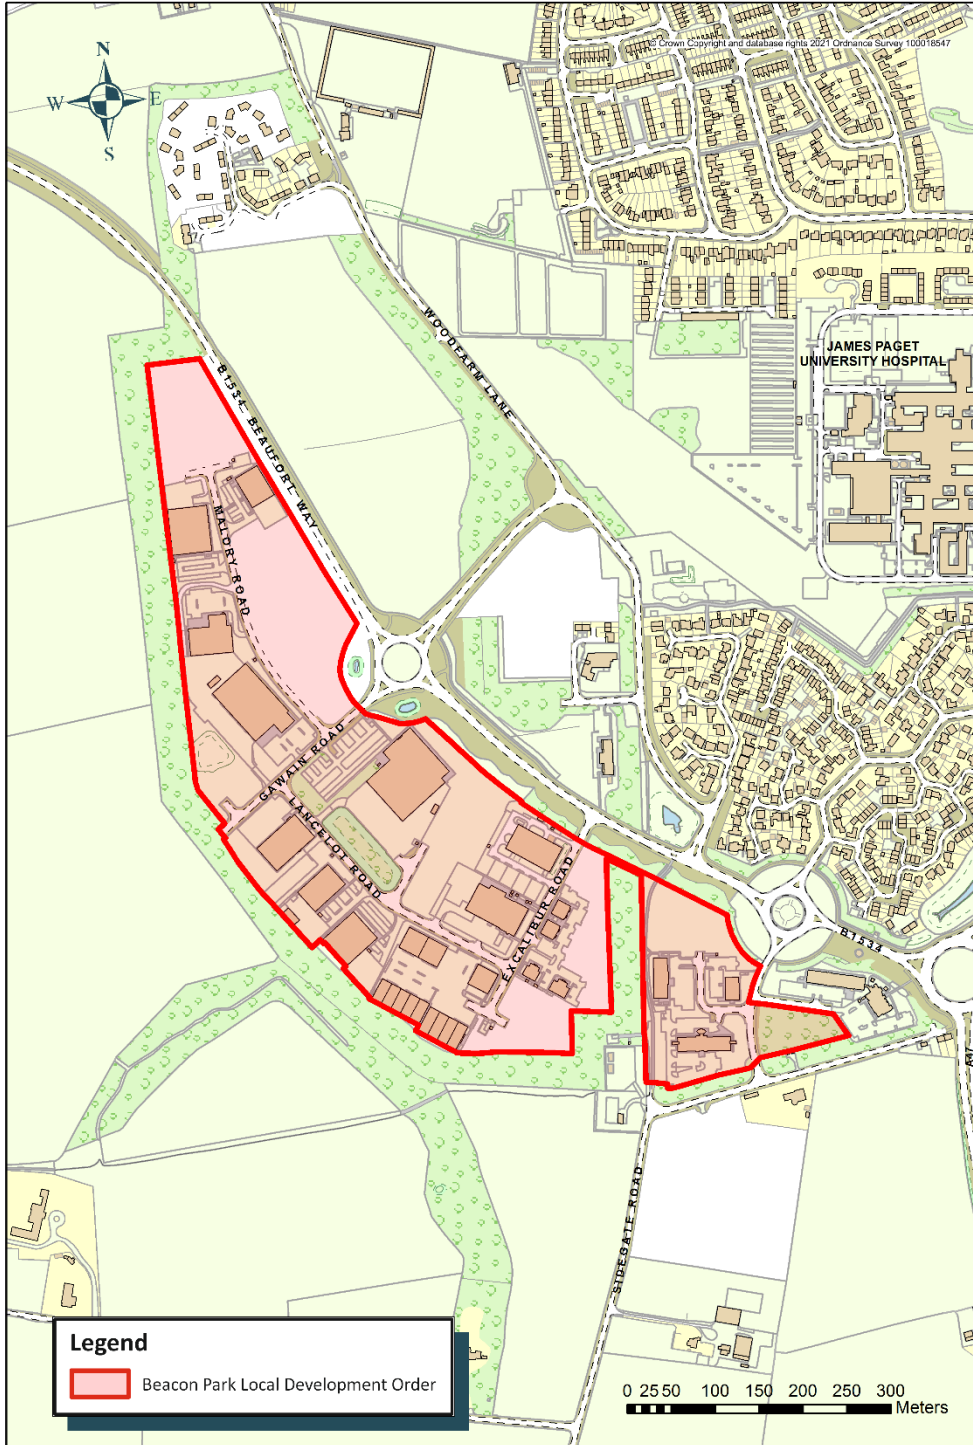 © Crown Copyright and database rights 2021 Ordnance Survey 100018547
N
W
E
S
WOODFARM LANE
JAMES PAGET
UNIVERSITY HOSPITAL
B1534 BEAUFORT WAY
MALORY ROAD
GAWAIN ROAD
LANCELOT ROAD
EXCALIBUR ROAD
B1534
A47
SIDEGATE ROAD
Legend
Beacon Park Local Development Order
0 25 50 100 150 200 250 300
Meters